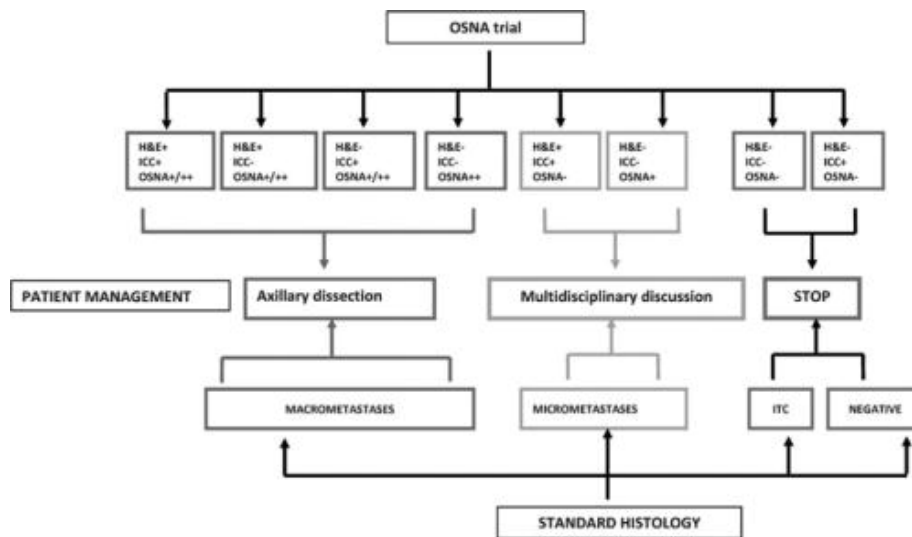 OSNA trial
H&E+
ICC+
OSNA+/++
H&E+
ICC-
OSNA+/++
H&E-
ICC+
OSNA+/++
H&E-
ICC-
OSNA++
H&E+
ICC+
OSNA-
H&E-
ICC-
OSNA+
H&E-
ICC-
OSNA-
H&E-
ICC+
OSNA-
PATIENT MANAGEMENT
Axillary dissection
Multidisciplinary discussion
STOP
MACROMETASTASES
MICROMETASTASES
ITC
NEGATIVE
STANDARD HISTOLOGY